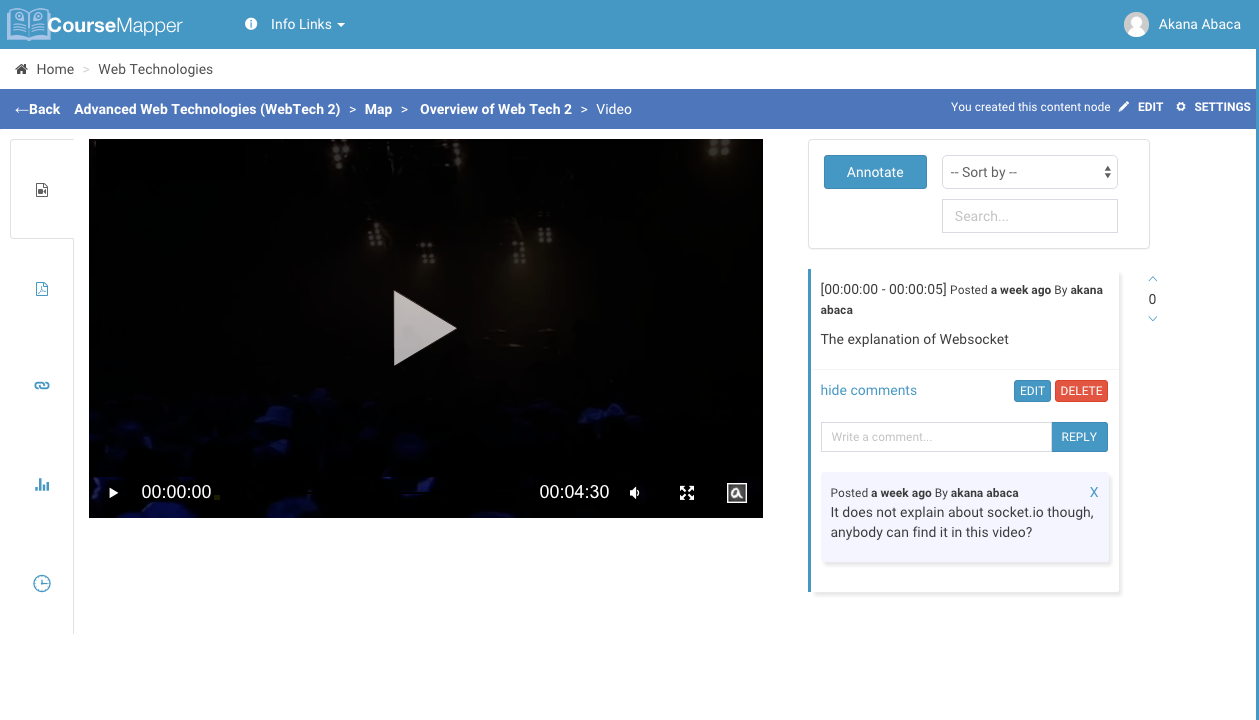 CourseMapper
Info Links
Akana Abaca
Home > Web Technologies
←Back Advanced Web Technologies (WebTech 2) > Map > Overview of Web Tech 2 > Video
You created this content node EDIT SETTINGS
Annotate
-- Sort by --
Search...
[00:00:00 - 00:00:05] Posted a week ago By akana
abaca
0
The explanation of Websocket
hide comments
EDIT DELETE
Write a comment...
REPLY
Posted a week ago By akana abaca X
It does not explain about socket.io though,
anybody can find it in this video?
00:00:00
00:04:30
a